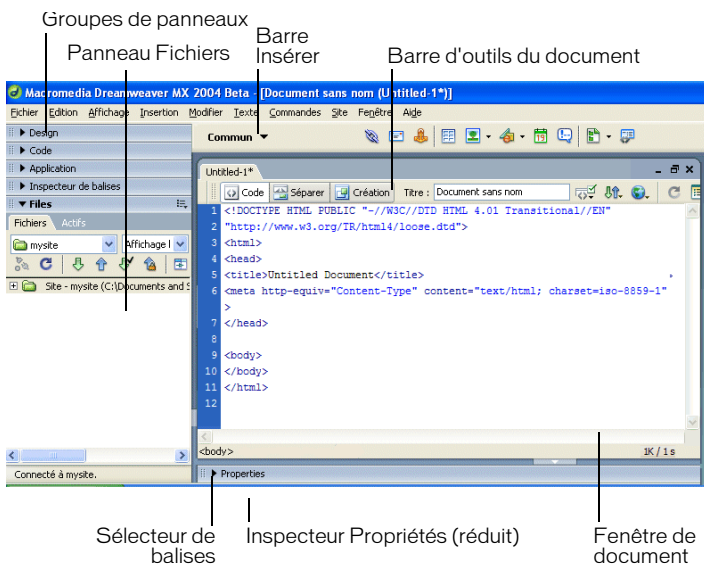 Groupes de panneaux
Panneau Fichiers
Barre
Insérer
Barre d'outils du document
Macromedia Dreamweaver MX 2004 Beta - [Document sans nom (Untitled-1*)]
Fichier Edition Affichage Insertion Modifier Texte Commandes Site Fenêtre Aide
Design
Code
Application
Inspecteur de balises
Files
Fichiers Actifs
mysite Affichage l
Site - mysite (C:\Documents and S
Connecté à mysite.
Commun
Untitled-1*
Code Séparer Création Titre : Document sans nom
1 <!DOCTYPE HTML PUBLIC "-//W3C//DTD HTML 4.01 Transitional//EN"
2 "http://www.w3.org/TR/html4/loose.dtd">
3 <html>
4 <head>
5 <title>Untitled Document</title>
6 <meta http-equiv="Content-Type" content="text/html; charset=iso-8859-1"
>
7 </head>
8
9 <body>
10 </body>
11 </html>
12
<body> 1K / 1 s
Properties
Sélecteur de
balises
Inspecteur Propriétés (réduit)
Fenêtre de
document